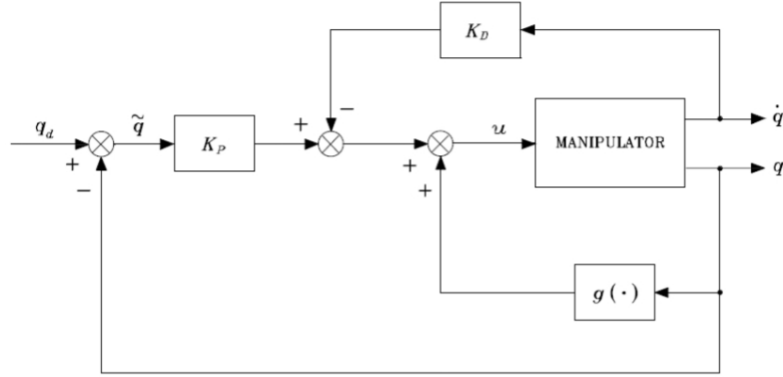 K_D
−
q̇
q_d
q̃
+
−
K_P
+
+
+
u
MANIPULATOR
q
g(·)